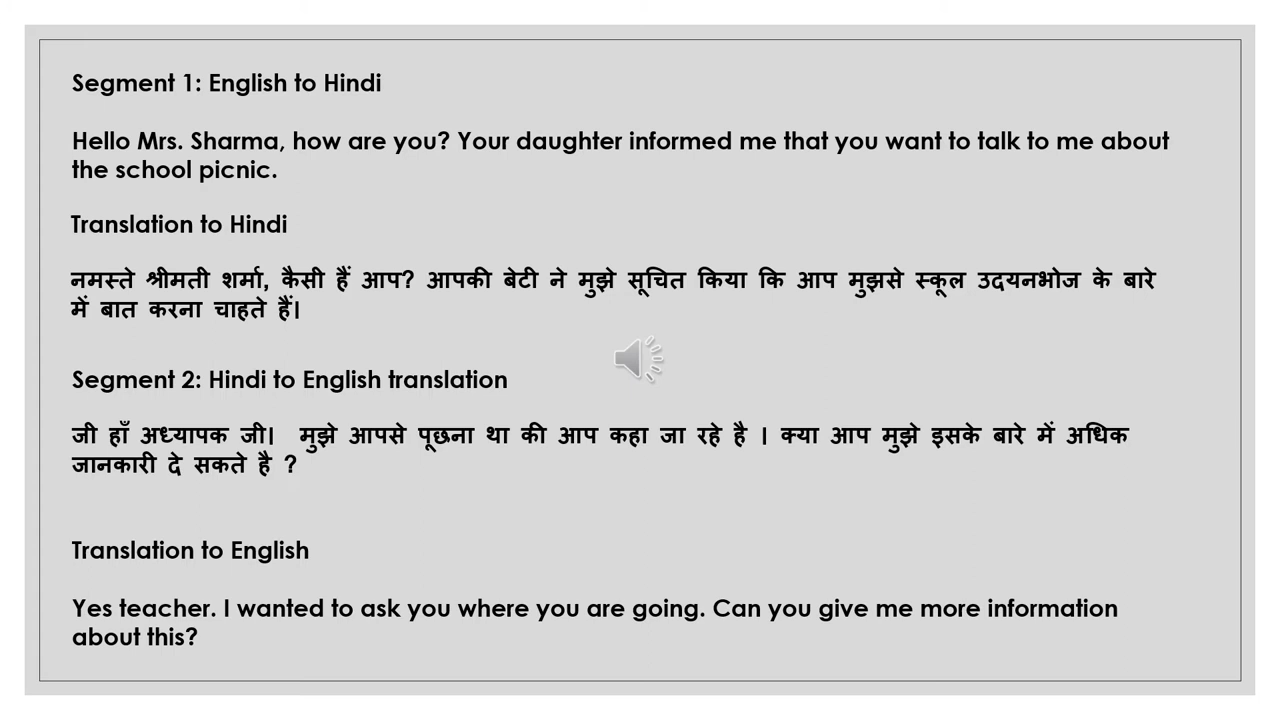 Segment 1: English to Hindi
Hello Mrs. Sharma, how are you? Your daughter informed me that you want to talk to me about
the school picnic.
Translation to Hindi
नमस्ते श्रीमती शर्मा, कैसी हैं आप? आपकी बेटी ने मुझे सूचित किया कि आप मुझसे स्कूल उदयनभोज के बारे
में बात करना चाहते हैं।
Segment 2: Hindi to English translation
जी हाँ अध्यापक जी। मुझे आपसे पूछना था की आप कहा जा रहे है । क्या आप मुझे इसके बारे में अधिक
जानकारी दे सकते है ?
Translation to English
Yes teacher. I wanted to ask you where you are going. Can you give me more information
about this?